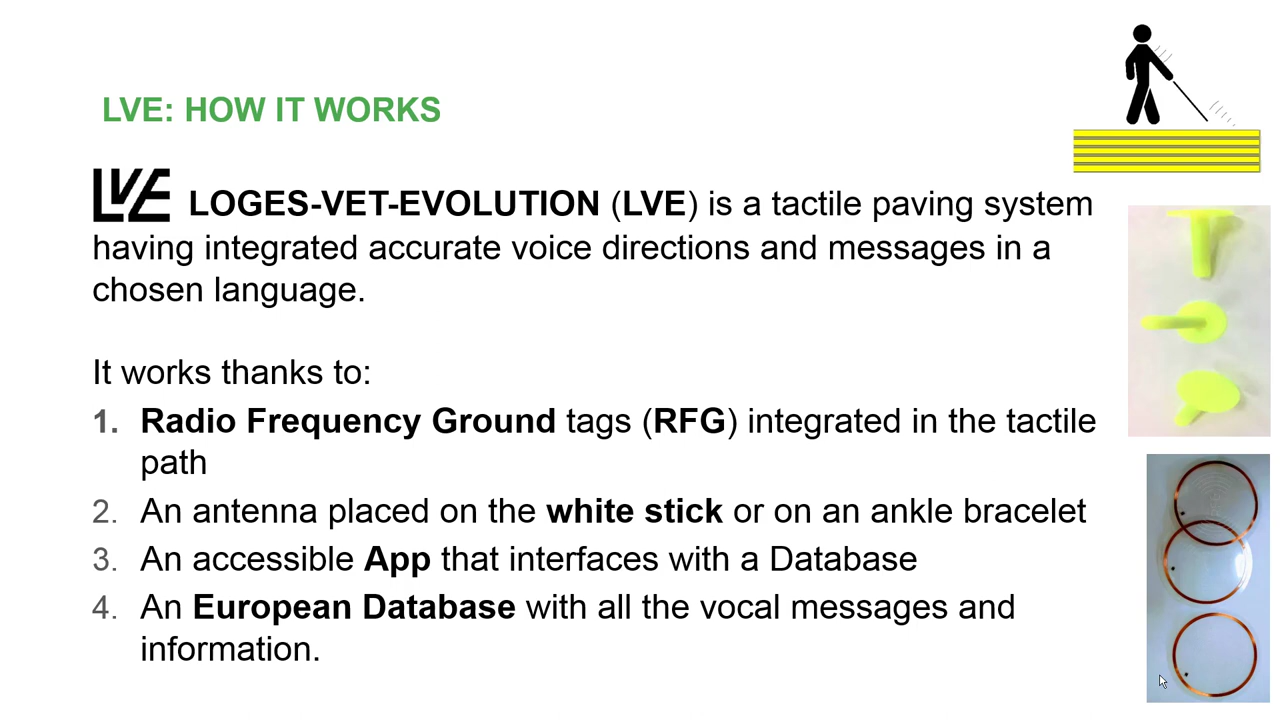 LVE: HOW IT WORKS
LVE LOGES-VET-EVOLUTION (LVE) is a tactile paving system
having integrated accurate voice directions and messages in a
chosen language.
It works thanks to:
1. Radio Frequency Ground tags (RFG) integrated in the tactile
path
2. An antenna placed on the white stick or on an ankle bracelet
3. An accessible App that interfaces with a Database
4. An European Database with all the vocal messages and
information.